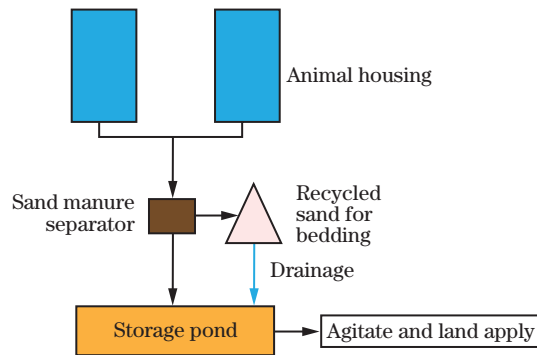 Animal housing
Sand manure
separator
Recycled
sand for
bedding
Drainage
Storage pond
Agitate and land apply